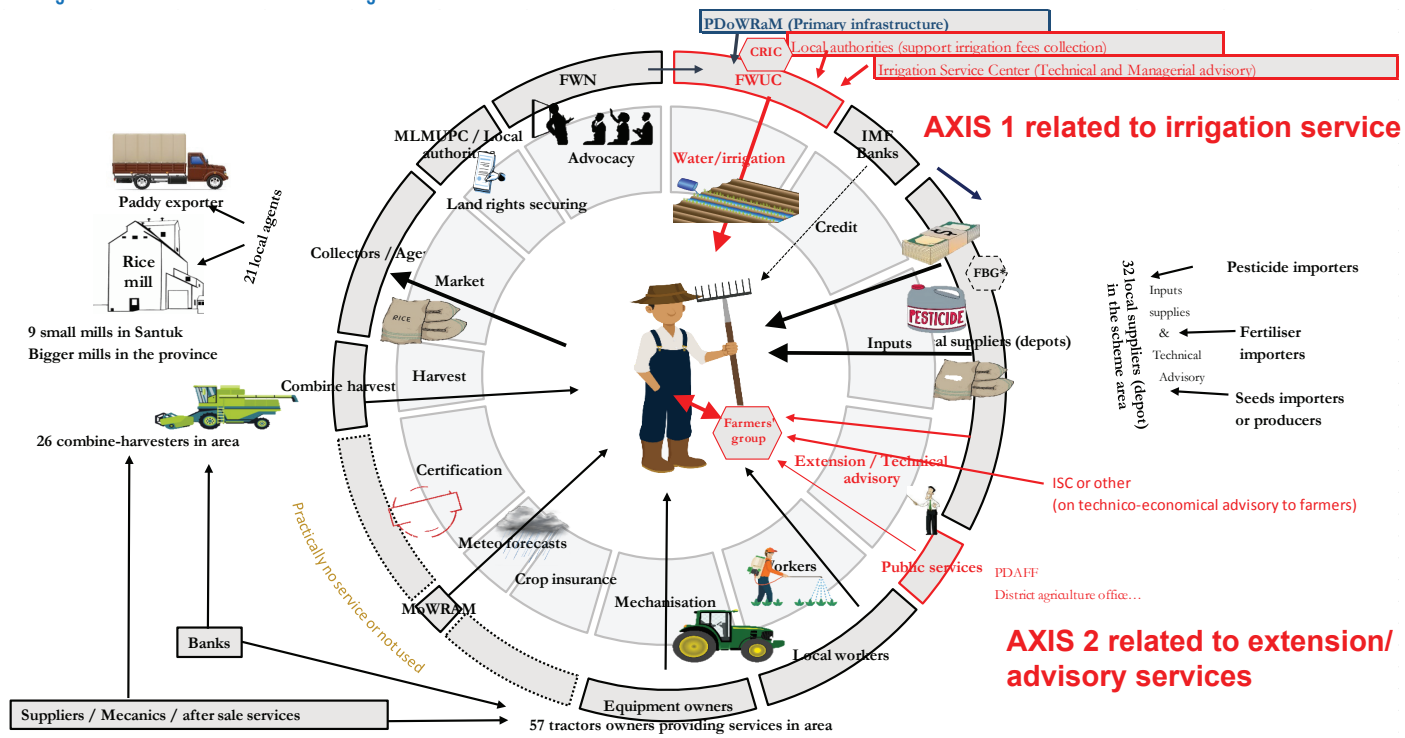 PDoWRaM (Primary infrastructure)
CRIC
Local authorities (support irrigation fees collection)
Irrigation Service Center (Technical and Managerial advisory)
FWN
FWUC
AXIS 1 related to irrigation service
MLMUPC / Local
IMF
Banks
Advocacy
Water/irrigation
Land rights securing
Credit
Paddy exporter
21 local agents
Rice
mill
Collectors /
Market
RICE
9 small mills in Santuk
Bigger mills in the province
FBG*
PESTICIDE
Inputs
suppliers (depots)
32 local suppliers (depot)
in the scheme area
Inputs
supplies
&
Technical
Advisory
Pesticide importers
Fertiliser
importers
Seeds importers
or producers
Combine harvest
Harvest
26 combine-harvesters in area
Farmers'
group
Certification
Extension / Technical
advisory
ISC or other
(on technico-economical advisory to farmers)
Practically no service or not used
Meteo forecasts
Crop insurance
Mechanisation
Public services
PDAFF
District agriculture office…
MoWRAM
Banks
Local workers
AXIS 2 related to extension/
advisory services
Equipment owners
Suppliers / Mecanics / after sale services
57 tractors owners providing services in area